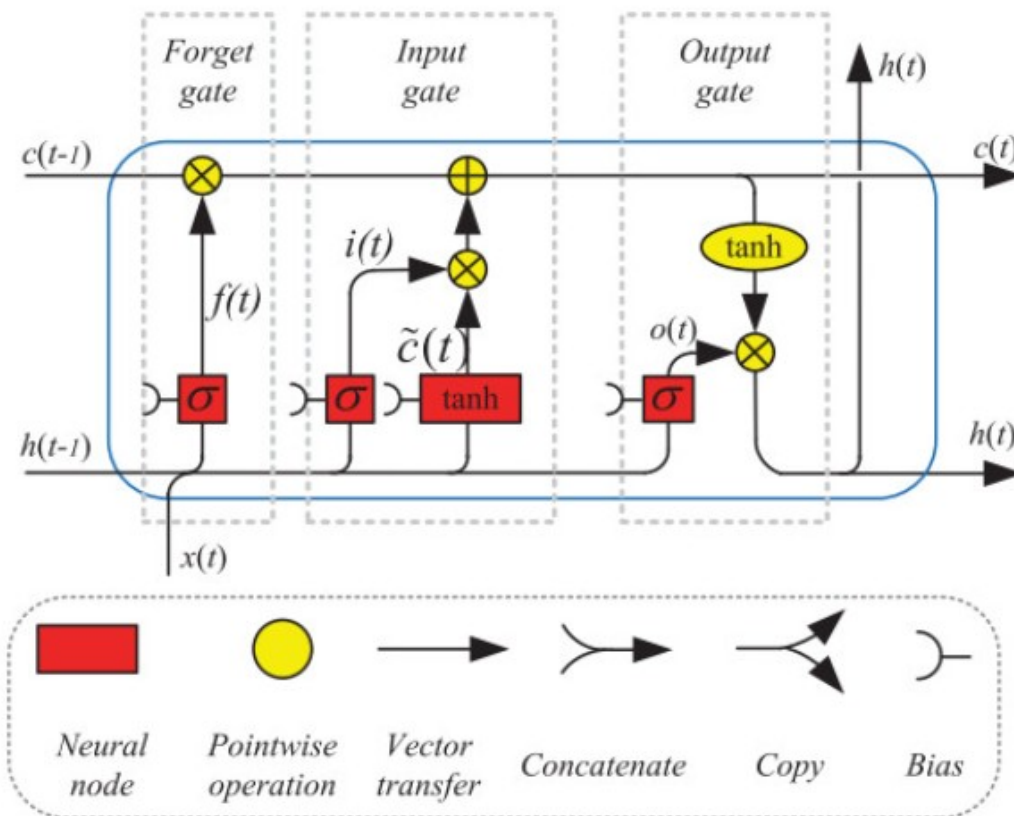 Forget
gate
Input
gate
Output
gate
h(t)
c(t-1)
c(t)
tanh
i(t)
f(t)
c̃(t)
o(t)
σ
σ
tanh
σ
h(t-1)
h(t)
x(t)
Neural
node
Pointwise
operation
Vector
transfer
Concatenate
Copy
Bias